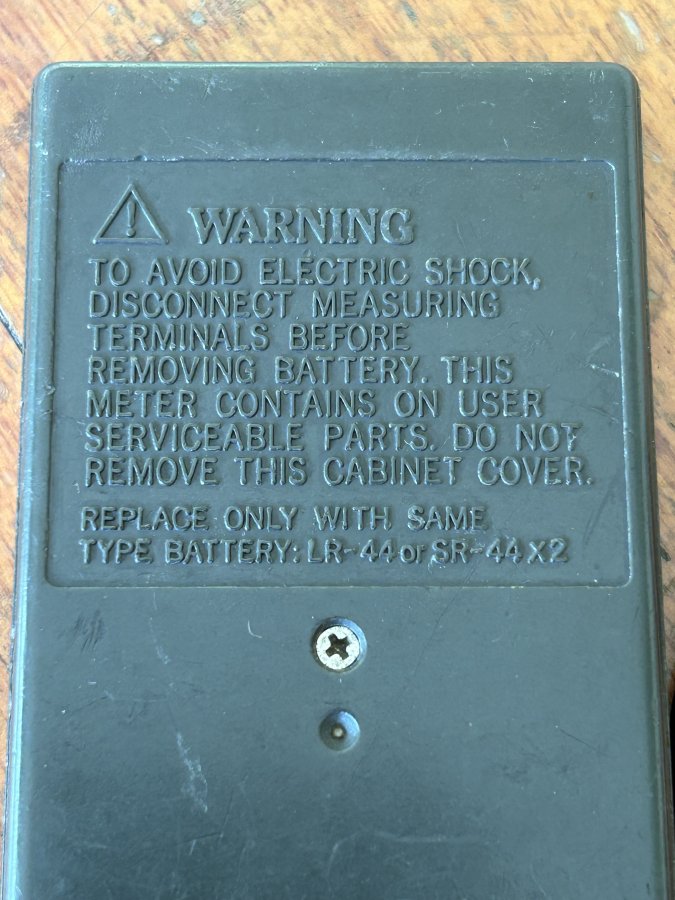 WARNING
TO AVOID ELECTRIC SHOCK,
DISCONNECT MEASURING
TERMINALS BEFORE
REMOVING BATTERY. THIS
METER CONTAINS ON USER
SERVICEABLE PARTS. DO NOT
REMOVE THIS CABINET COVER.
REPLACE ONLY WITH SAME
TYPE BATTERY: LR-44 or SR-44 X2